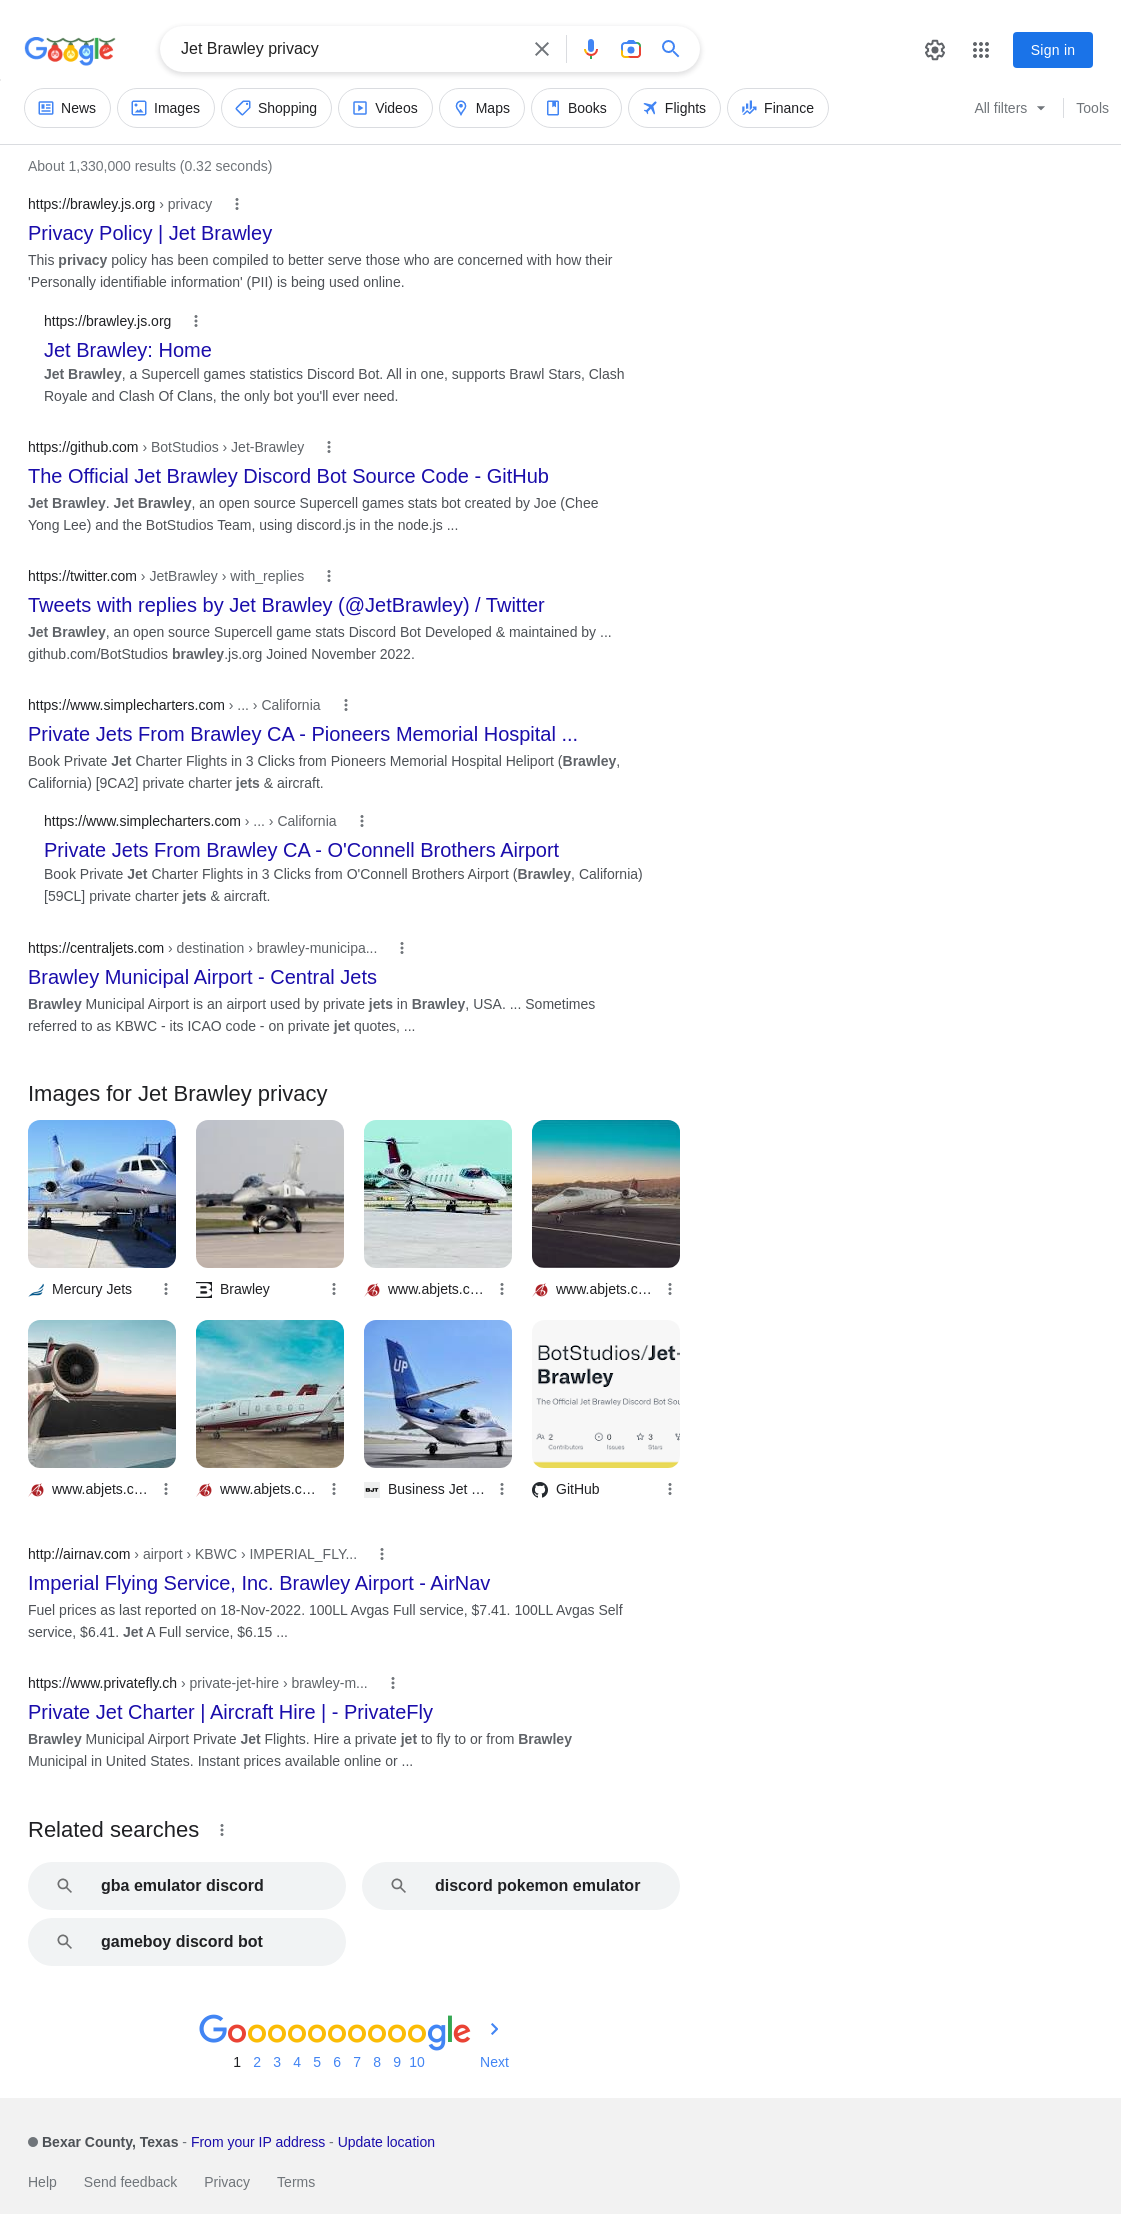 Google
Jet Brawley privacy
Sign in
News
Images
Shopping
Videos
Maps
Books
Flights
Finance
All filters
Tools
About 1,330,000 results (0.32 seconds)
https://brawley.js.org › privacy
Privacy Policy | Jet Brawley
This privacy policy has been compiled to better serve those who are concerned with how their
'Personally identifiable information' (PII) is being used online.
https://brawley.js.org
Jet Brawley: Home
Jet Brawley, a Supercell games statistics Discord Bot. All in one, supports Brawl Stars, Clash
Royale and Clash Of Clans, the only bot you'll ever need.
https://github.com › BotStudios › Jet-Brawley
The Official Jet Brawley Discord Bot Source Code - GitHub
Jet Brawley. Jet Brawley, an open source Supercell games stats bot created by Joe (Chee
Yong Lee) and the BotStudios Team, using discord.js in the node.js ...
https://twitter.com › JetBrawley › with_replies
Tweets with replies by Jet Brawley (@JetBrawley) / Twitter
Jet Brawley, an open source Supercell game stats Discord Bot Developed & maintained by ...
github.com/BotStudios brawley.js.org Joined November 2022.
https://www.simplecharters.com › ... › California
Private Jets From Brawley CA - Pioneers Memorial Hospital ...
Book Private Jet Charter Flights in 3 Clicks from Pioneers Memorial Hospital Heliport (Brawley,
California) [9CA2] private charter jets & aircraft.
https://www.simplecharters.com › ... › California
Private Jets From Brawley CA - O'Connell Brothers Airport
Book Private Jet Charter Flights in 3 Clicks from O'Connell Brothers Airport (Brawley, California)
[59CL] private charter jets & aircraft.
https://centraljets.com › destination › brawley-municipa...
Brawley Municipal Airport - Central Jets
Brawley Municipal Airport is an airport used by private jets in Brawley, USA. ... Sometimes
referred to as KBWC - its ICAO code - on private jet quotes, ...
Images for Jet Brawley privacy
Mercury Jets
Brawley
www.abjets.c...
www.abjets.c...
UP
BotStudios/Jet-
Brawley
The Official Jet Brawley Discord Bot Sou
2
0
3
Contributors
Issues
Stars
www.abjets.c...
www.abjets.c...
BJT
Business Jet ...
GitHub
http://airnav.com › airport › KBWC › IMPERIAL_FLY...
Imperial Flying Service, Inc. Brawley Airport - AirNav
Fuel prices as last reported on 18-Nov-2022. 100LL Avgas Full service, $7.41. 100LL Avgas Self
service, $6.41. Jet A Full service, $6.15 ...
https://www.privatefly.ch › private-jet-hire › brawley-m...
Private Jet Charter | Aircraft Hire | - PrivateFly
Brawley Municipal Airport Private Jet Flights. Hire a private jet to fly to or from Brawley
Municipal in United States. Instant prices available online or ...
Related searches
gba emulator discord
discord pokemon emulator
gameboy discord bot
Goooooooooogle
1 2 3 4 5 6 7 8 9 10 Next
Bexar County, Texas - From your IP address - Update location
Help
Send feedback
Privacy
Terms